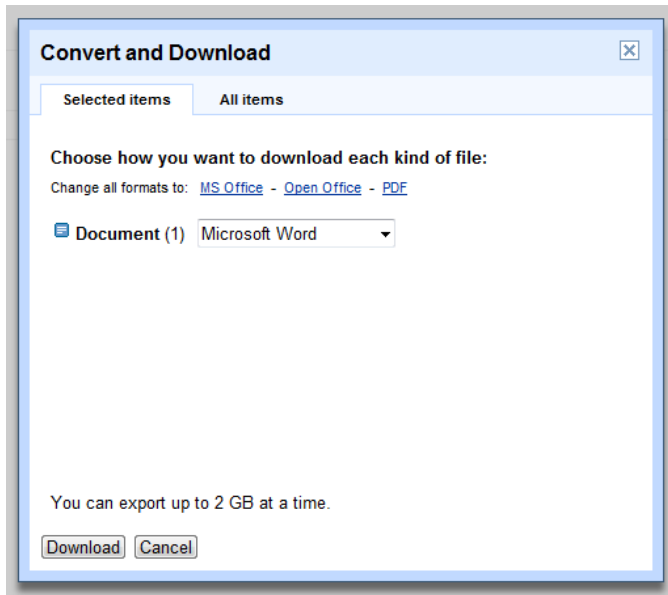 Convert and Download
Selected items All items
Choose how you want to download each kind of file:
Change all formats to: MS Office - Open Office - PDF
Document (1) Microsoft Word
You can export up to 2 GB at a time.
Download Cancel